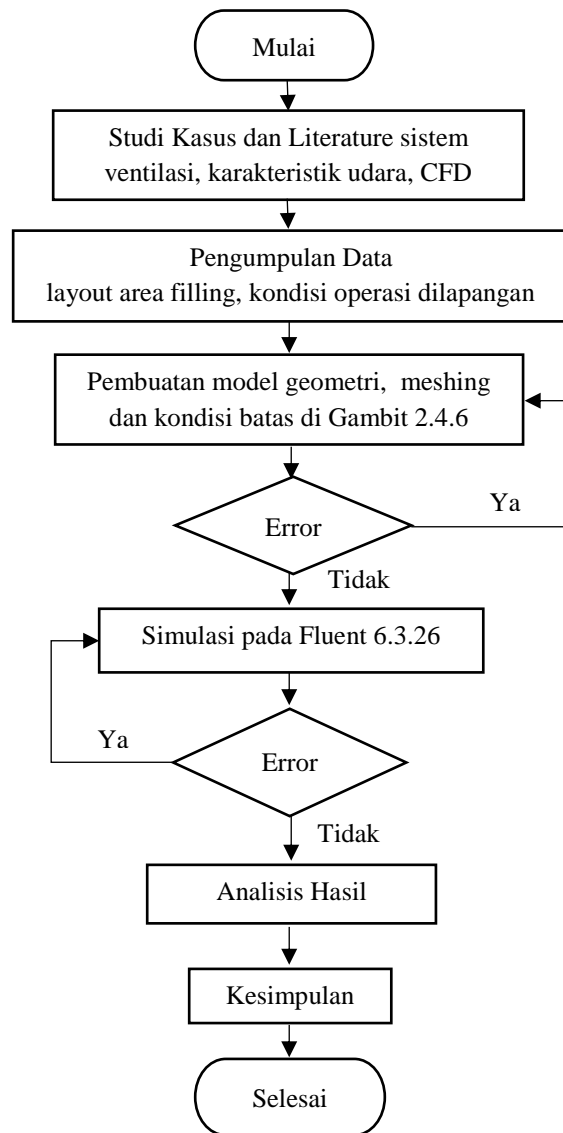 Mulai
Studi Kasus dan Literature sistem
ventilasi, karakteristik udara, CFD
Pengumpulan Data
layout area filling, kondisi operasi dilapangan
Pembuatan model geometri, meshing
dan kondisi batas di Gambit 2.4.6
Error
Ya
Tidak
Simulasi pada Fluent 6.3.26
Ya
Error
Tidak
Analisis Hasil
Kesimpulan
Selesai